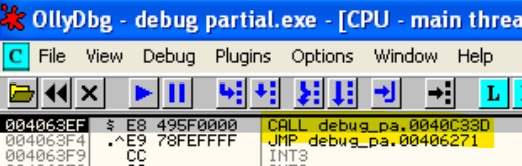 OllyDbg - debug partial.exe - [CPU - main threa
C File View Debug Plugins Options Window Help
L
004063EF $ E8 495F0000 CALL debug_pa.0040C33D
004063F4 .^E9 78FEFFFF JMP debug_pa.00406271
004063F9 CC INT3